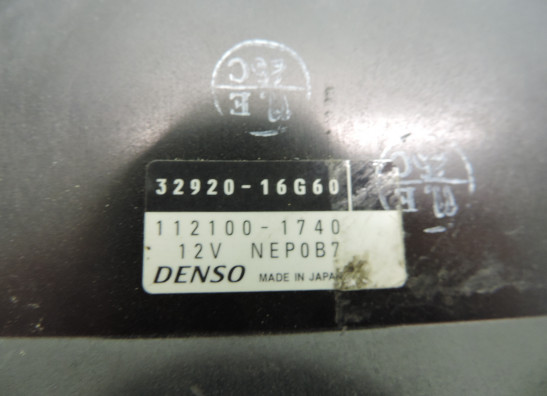 32920-16G60
112100-1740
12V NEP0B7
DENSO MADE IN JAPAN